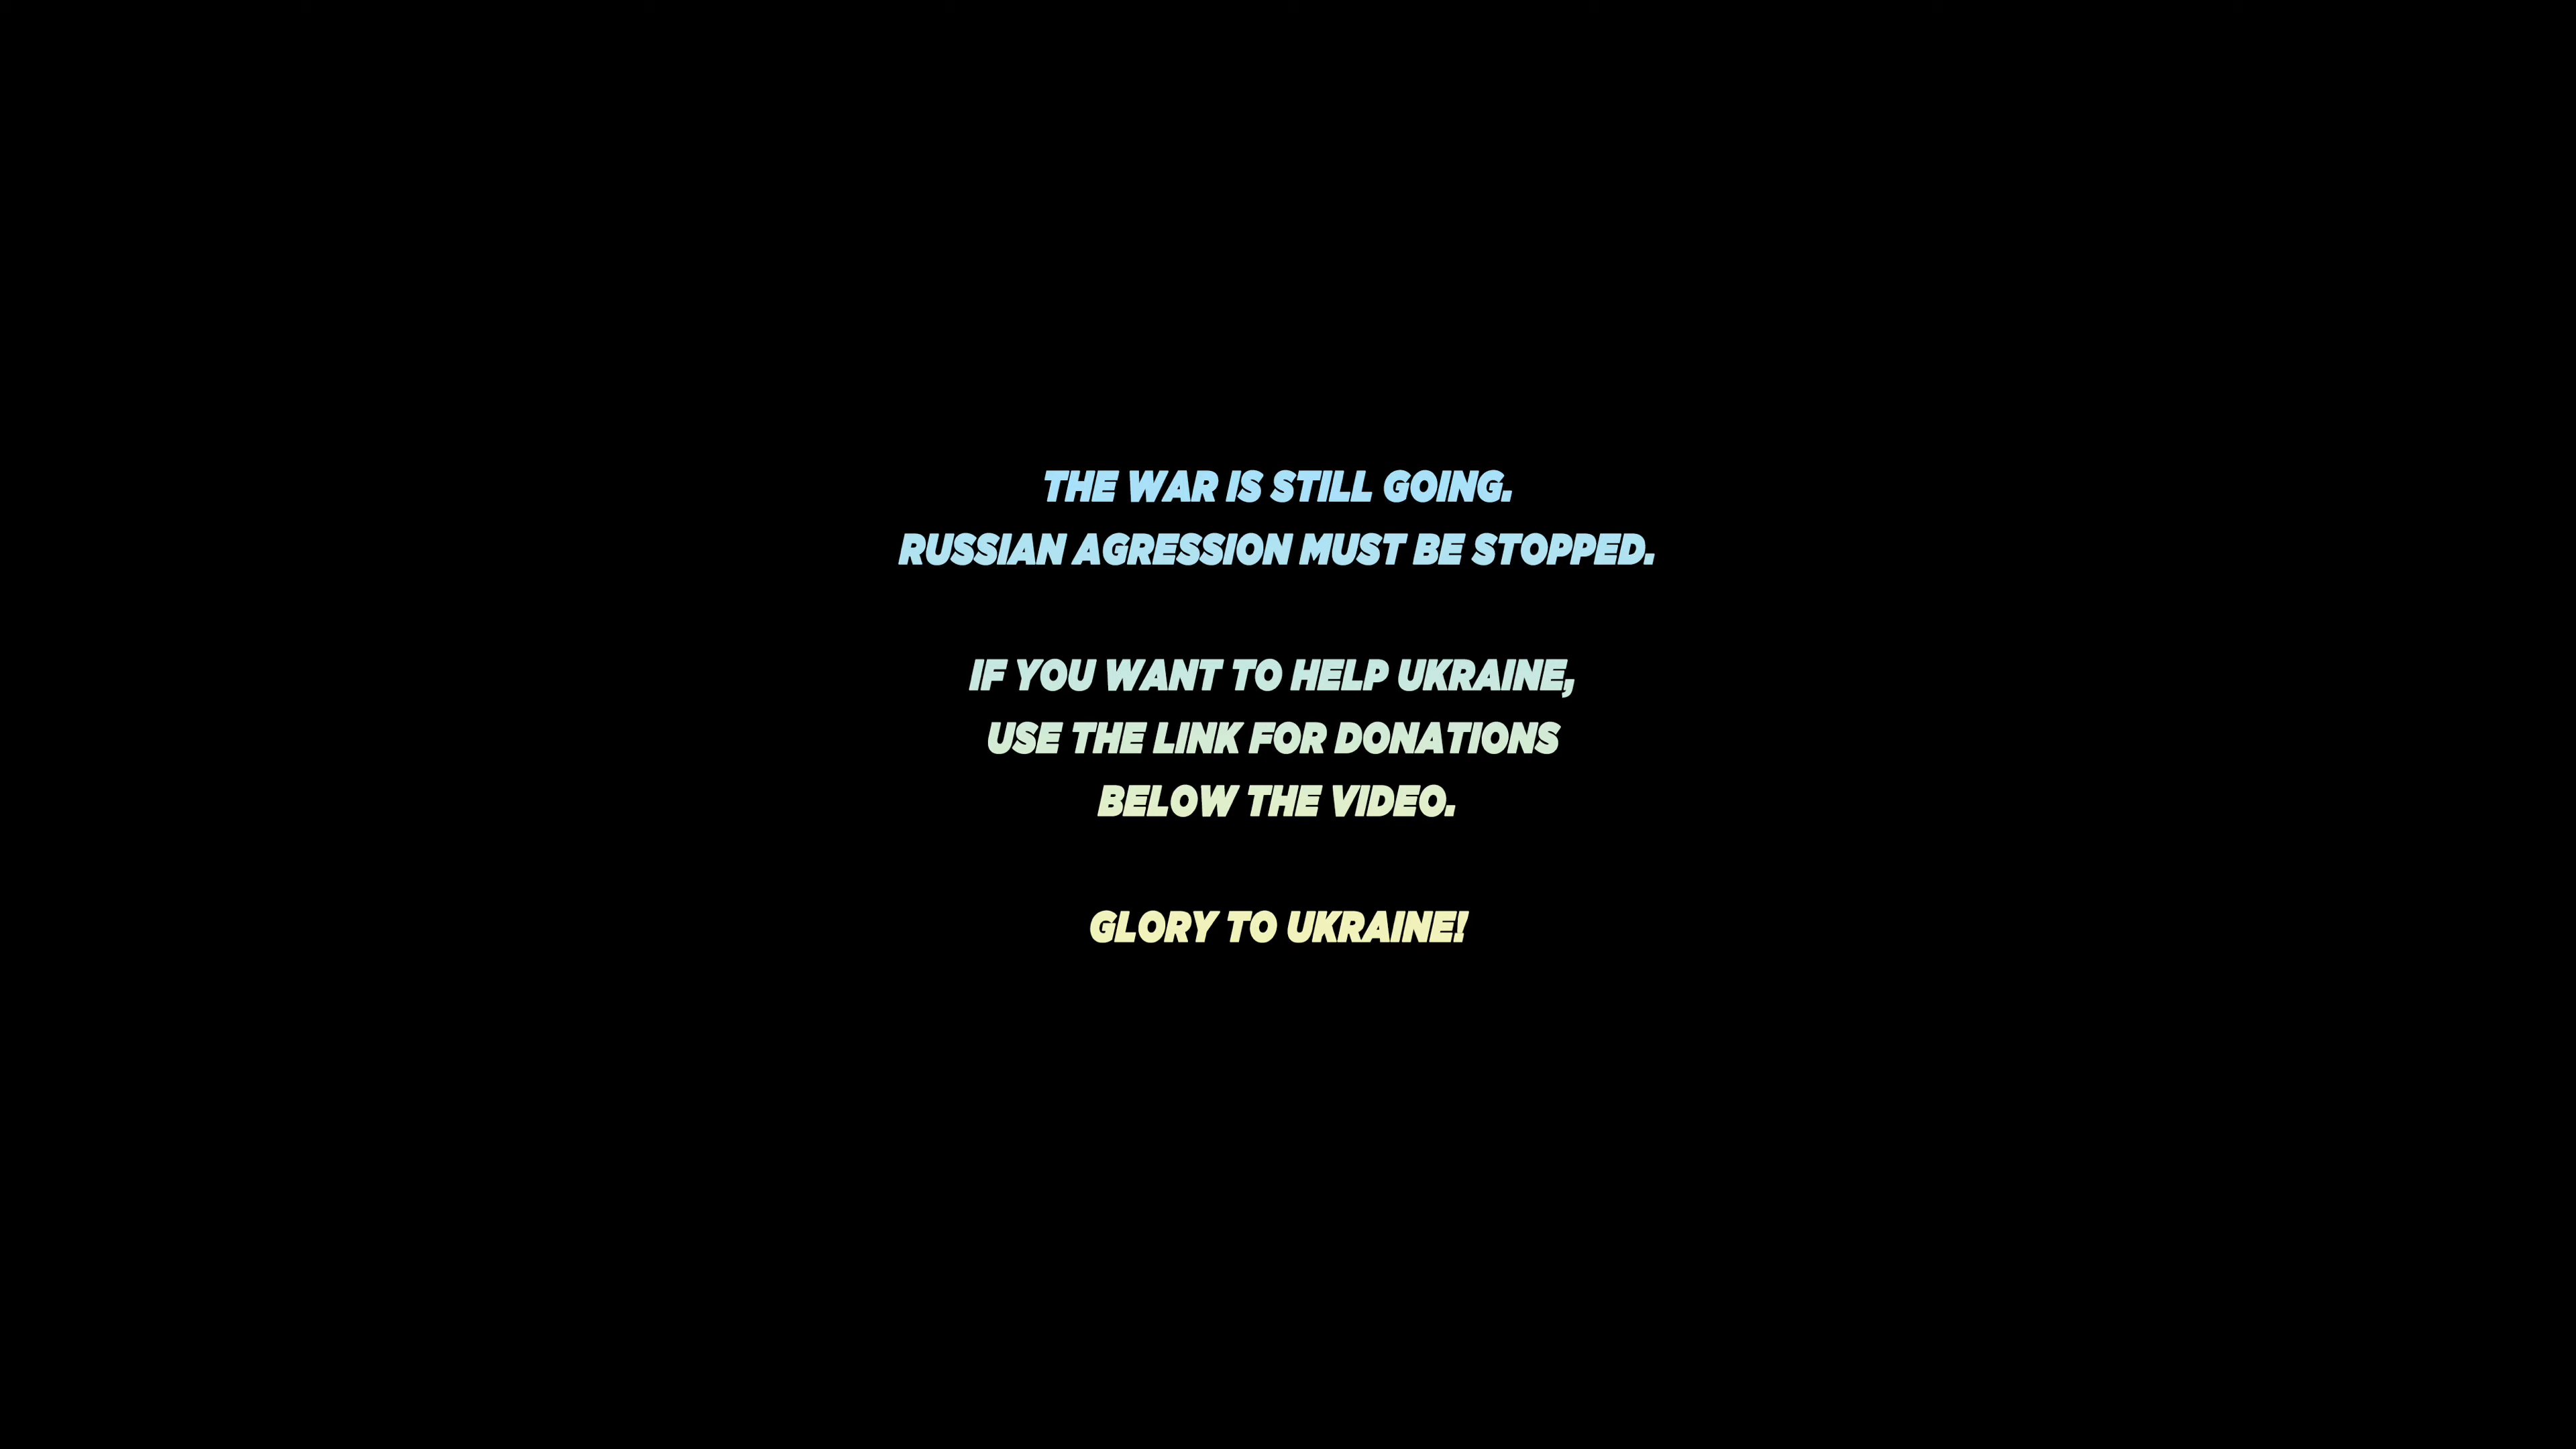 THE WAR IS STILL GOING.
RUSSIAN AGRESSION MUST BE STOPPED.
IF YOU WANT TO HELP UKRAINE,
USE THE LINK FOR DONATIONS
BELOW THE VIDEO.
GLORY TO UKRAINE!